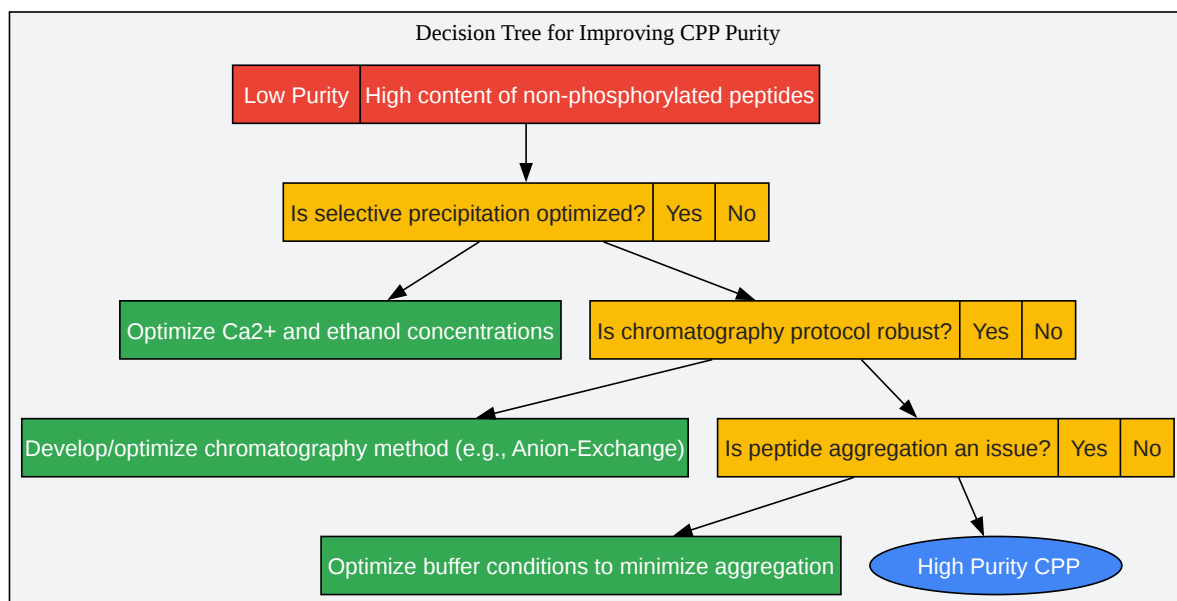 Decision Tree for Improving CPP Purity
Low Purity High content of non-phosphorylated peptides
Is selective precipitation optimized? Yes No
Optimize Ca2+ and ethanol concentrations
Is chromatography protocol robust? Yes No
Develop/optimize chromatography method (e.g., Anion-Exchange)
Is peptide aggregation an issue? Yes No
Optimize buffer conditions to minimize aggregation
High Purity CPP